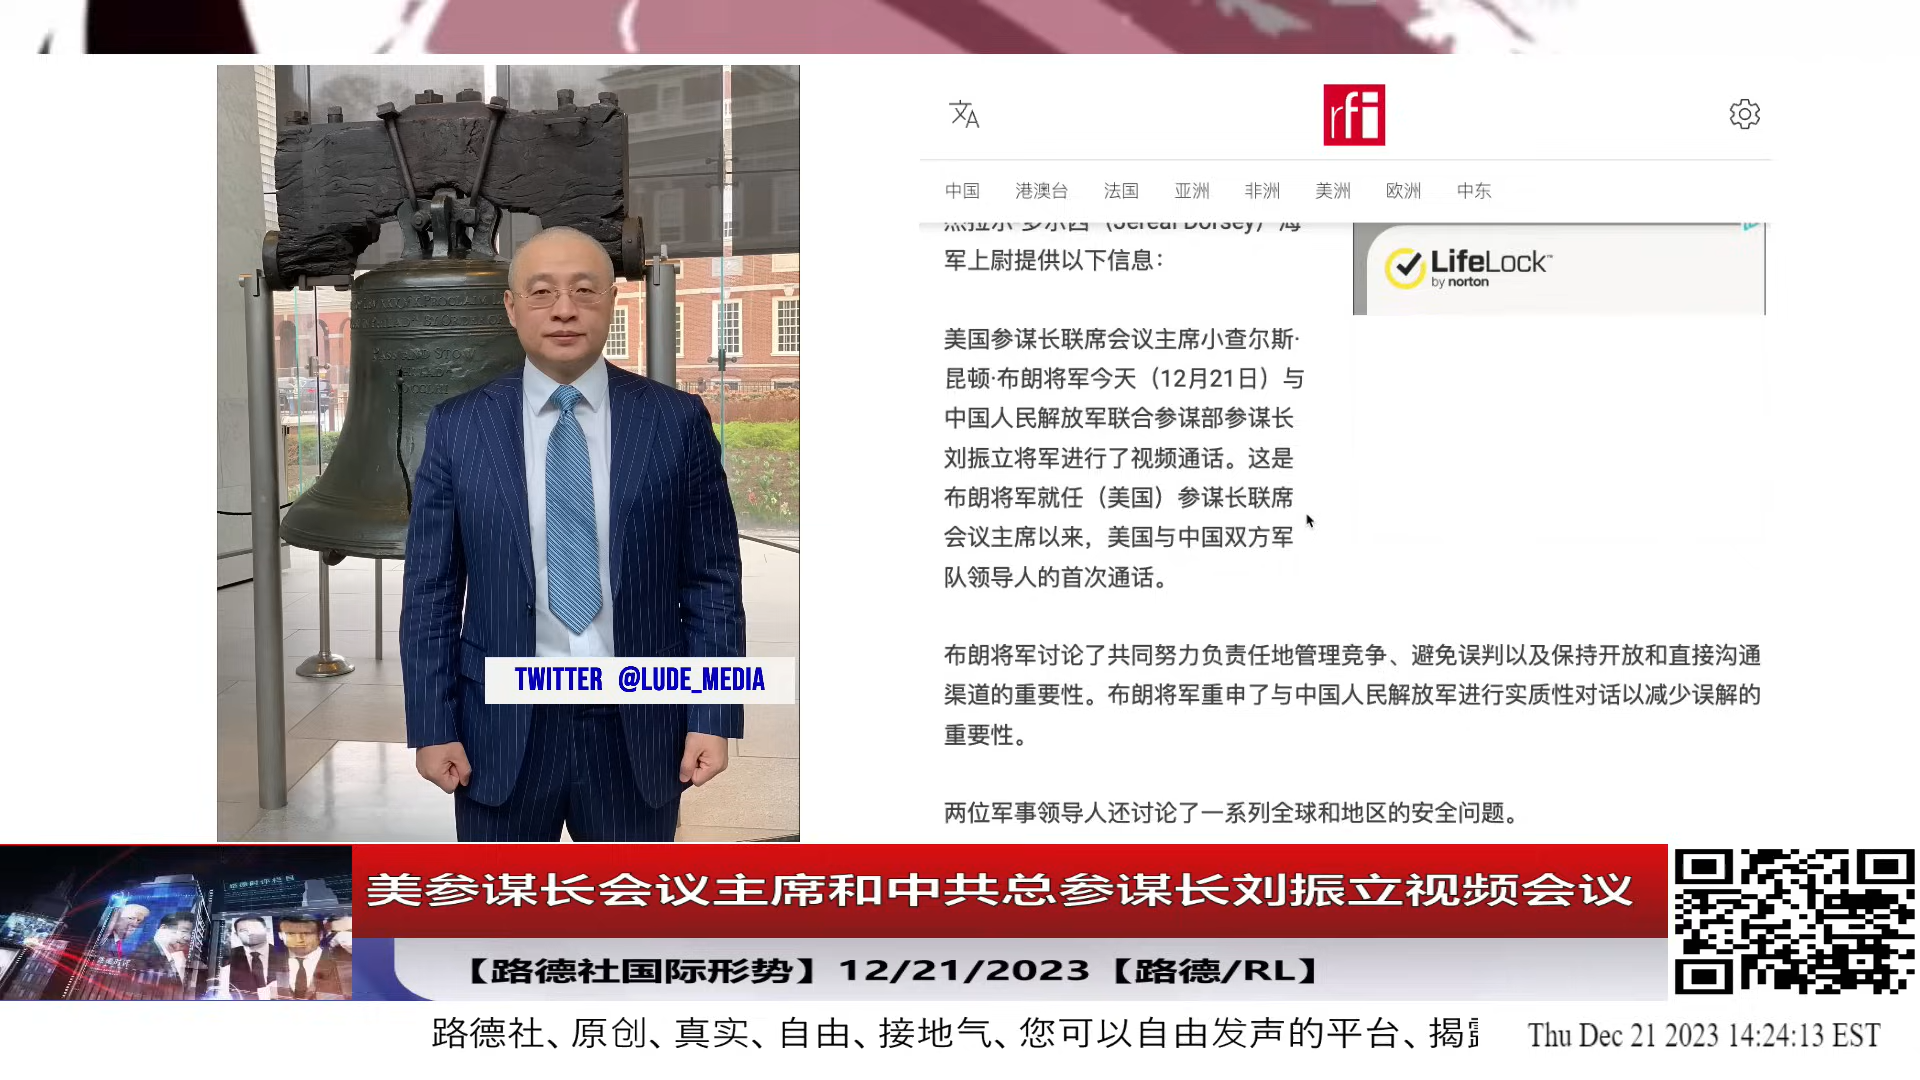 rfi
中国 港澳台 法国 亚洲 非洲 美洲 欧洲 中东
杰拉尔·多尔西（Jereal Dorsey）海
军上尉提供以下信息：
LifeLock™
by norton
美国参谋长联席会议主席小查尔斯·
昆顿·布朗将军今天（12月21日）与
中国人民解放军联合参谋部参谋长
刘振立将军进行了视频通话。这是
布朗将军就任（美国）参谋长联席
会议主席以来，美国与中国双方军
队领导人的首次通话。
布朗将军讨论了共同努力负责任地管理竞争、避免误判以及保持开放和直接沟通
渠道的重要性。布朗将军重申了与中国人民解放军进行实质性对话以减少误解的
重要性。
两位军事领导人还讨论了一系列全球和地区的安全问题。
PASS AND STOW
TWITTER @LUDE_MEDIA
美参谋长会议主席和中共总参谋长刘振立视频会议
【路德社国际形势】12/21/2023【路德/RL】
路德社、原创、真实、自由、接地气、您可以自由发声的平台、揭露
Thu Dec 21 2023 14:24:13 EST